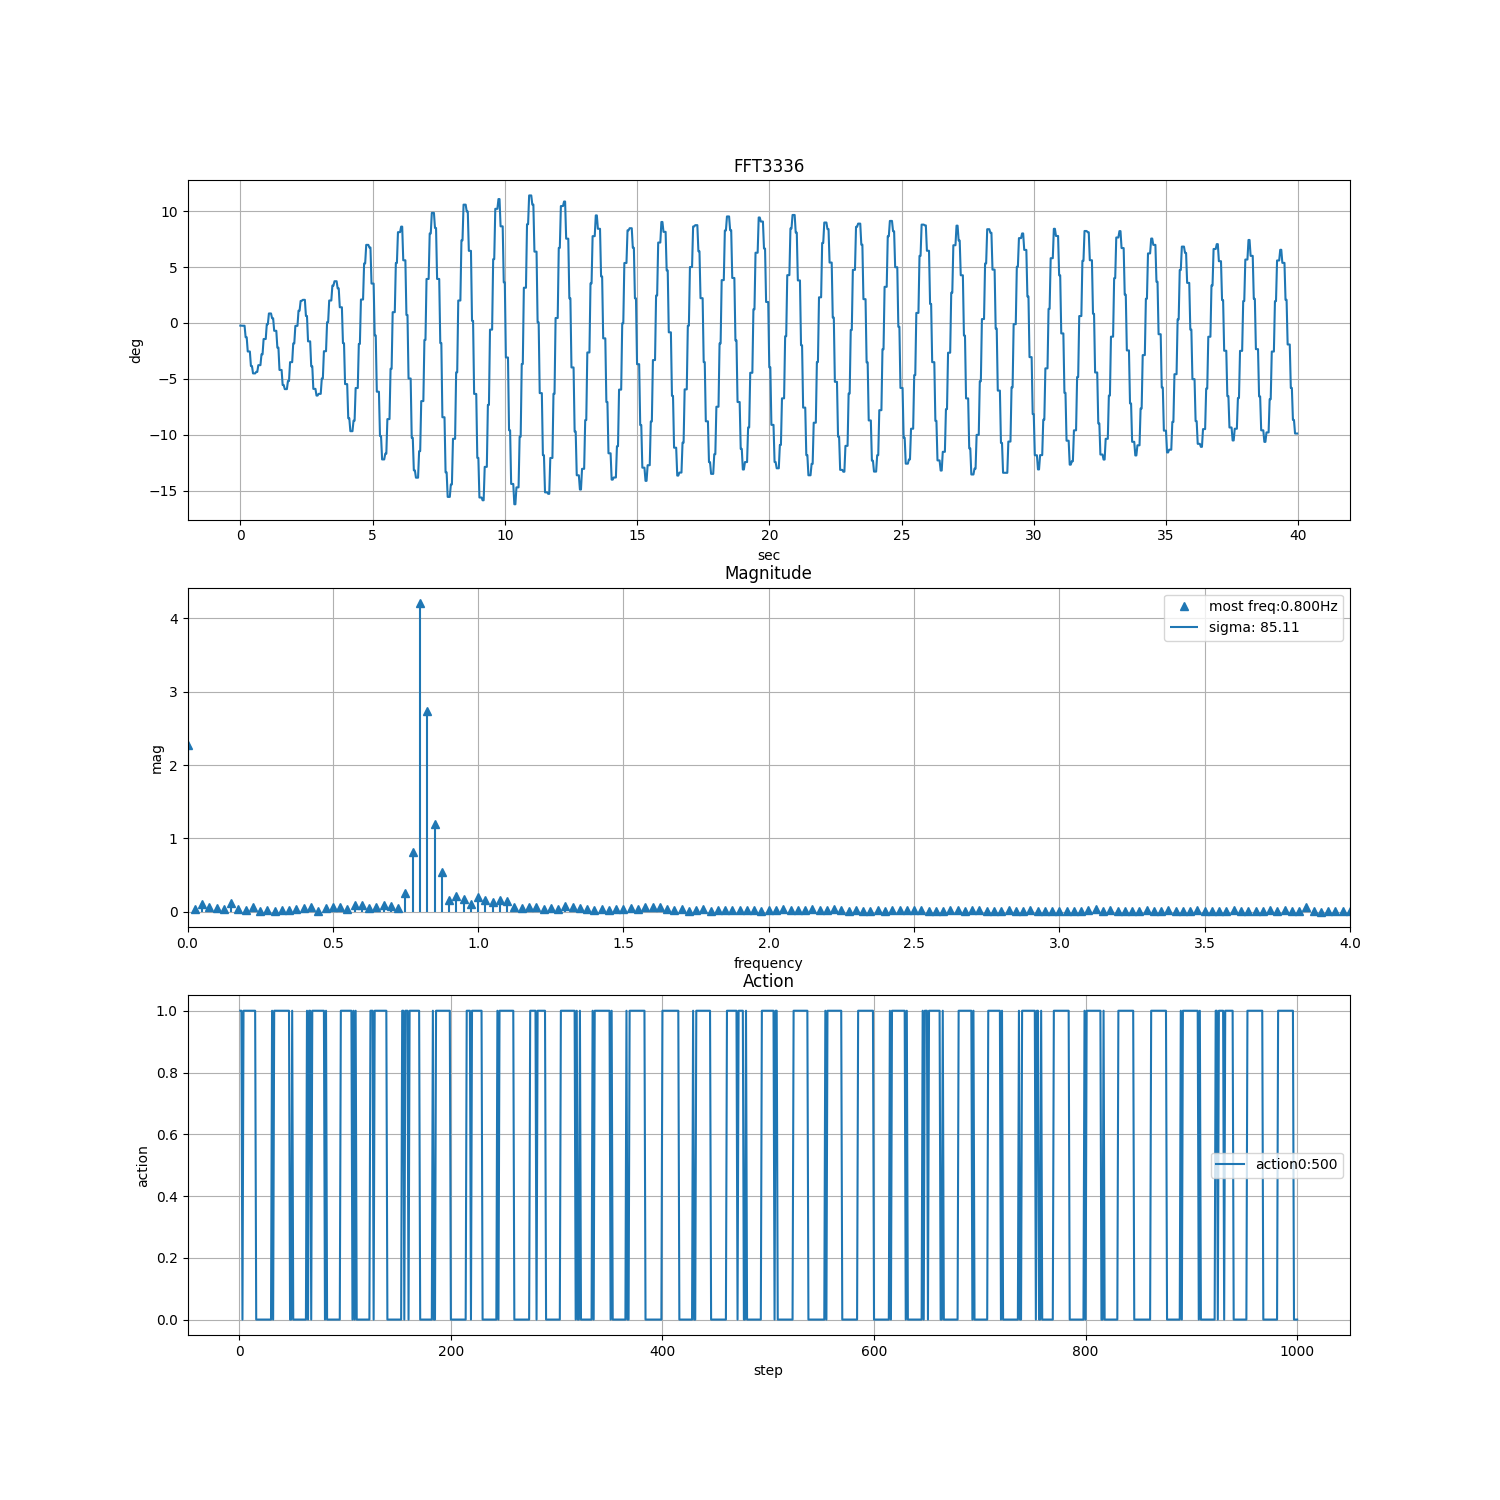 FFT3336
10
5
0
−5
−10
−15
deg
0 5 10 15 20 25 30 35 40
sec
Magnitude
most freq:0.800Hz
sigma: 85.11
4
3
2
1
0
mag
0.0 0.5 1.0 1.5 2.0 2.5 3.0 3.5 4.0
frequency
Action
1.0
0.8
0.6
0.4
0.2
0.0
action
action0:500
0 200 400 600 800 1000
step